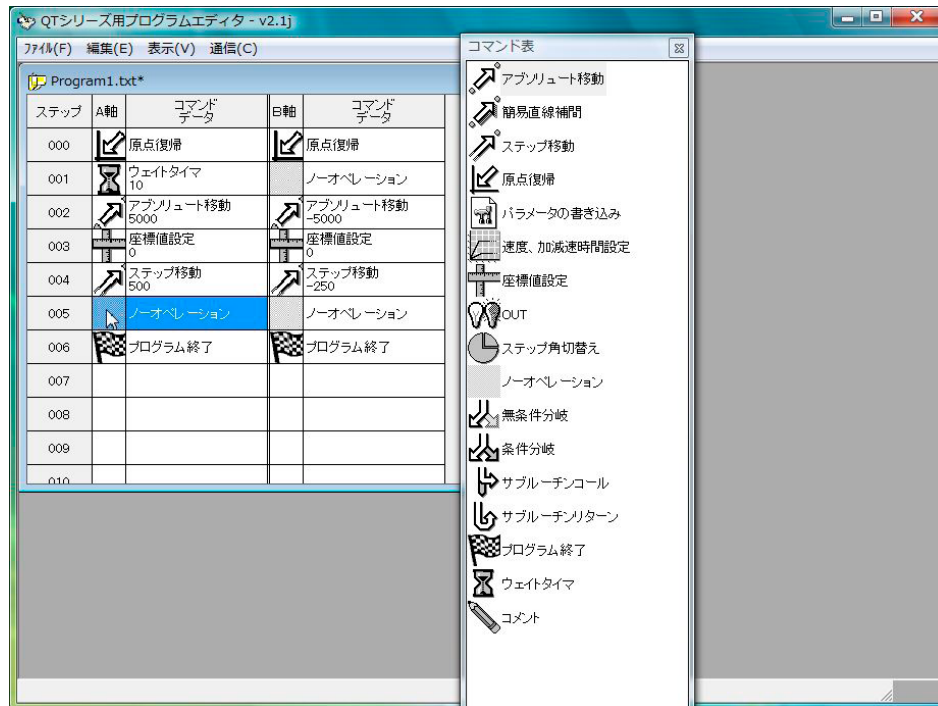 QTシリーズ用プログラムエディタ - v2.1j
ファイル(F) 編集(E) 表示(V) 通信(C)
Program1.txt*
ステップ A軸 コマンド データ B軸 コマンド データ
000 原点復帰 原点復帰
001 ウェイトタイマ 10 ノーオペレーション
002 アブソリュート移動 5000 アブソリュート移動 -5000
003 座標値設定 0 座標値設定 0
004 ステップ移動 500 ステップ移動 -250
005 ノーオペレーション ノーオペレーション
006 プログラム終了 プログラム終了
007
008
009
010
コマンド表
アブソリュート移動
簡易直線補間
ステップ移動
原点復帰
パラメータの書き込み
速度、加減速時間設定
座標値設定
OUT
ステップ角切替え
ノーオペレーション
無条件分岐
条件分岐
サブルーチンコール
サブルーチンリターン
プログラム終了
ウェイトタイマ
コメント